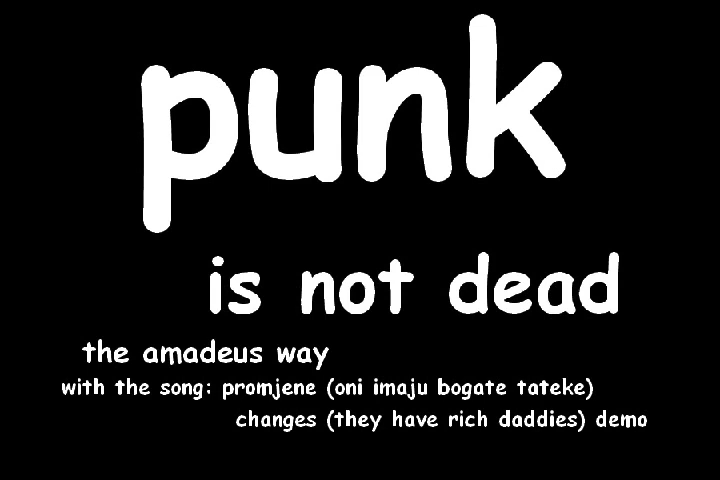 punk
is not dead
the amadeus way
with the song: promjene (oni imaju bogate tateke)
changes (they have rich daddies) demo